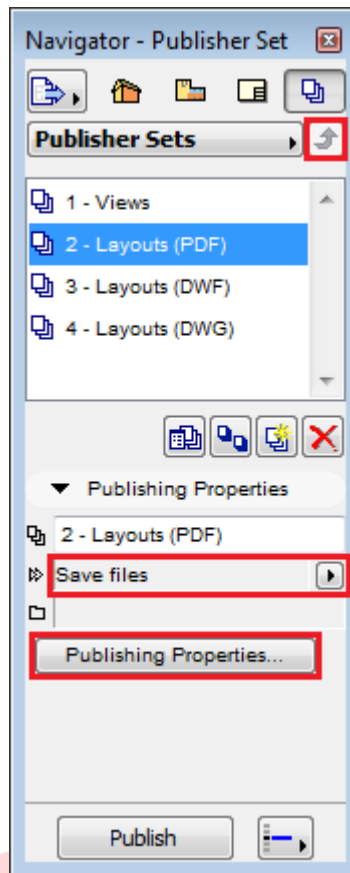 Navigator - Publisher Set
Publisher Sets
1 - Views
2 - Layouts (PDF)
3 - Layouts (DWF)
4 - Layouts (DWG)
Publishing Properties
2 - Layouts (PDF)
Save files
Publishing Properties...
Publish